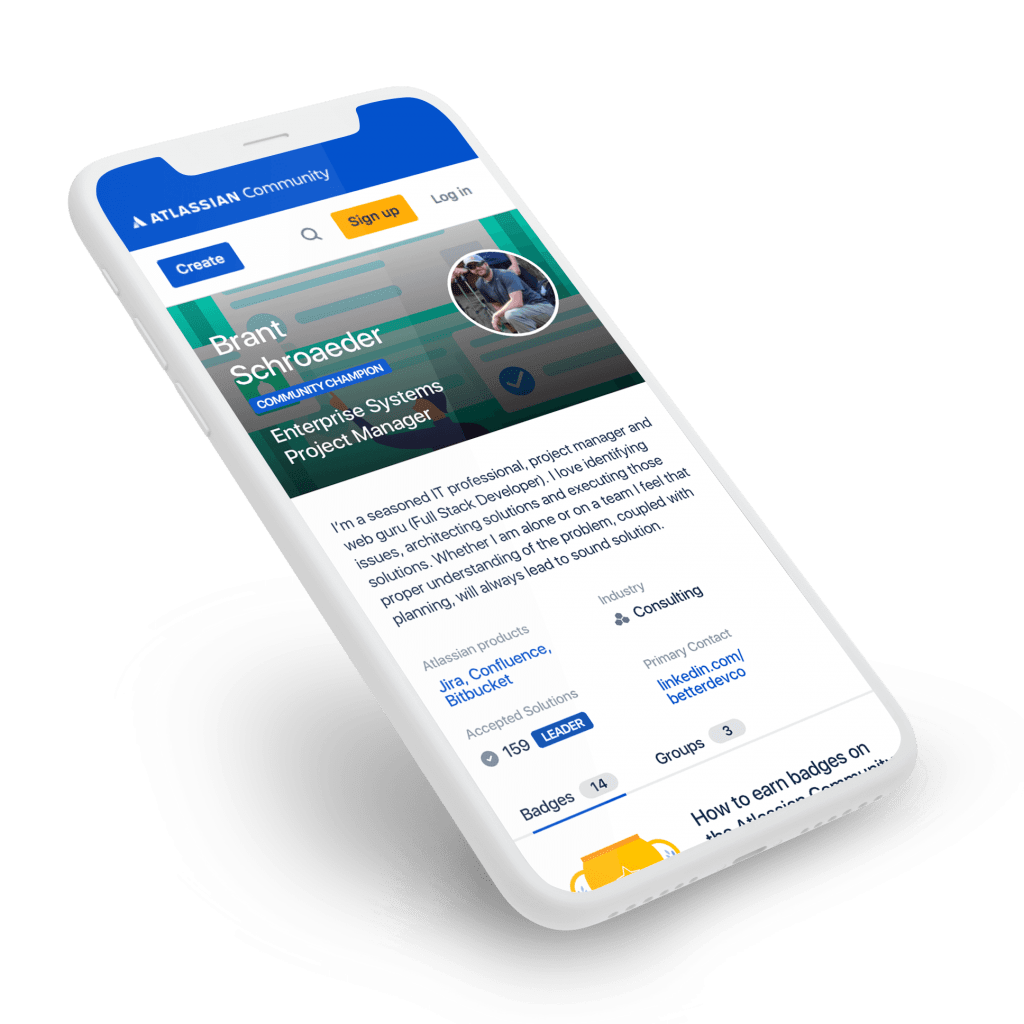 ATLASSIAN Community
Create
Sign up
Log in
Brant
Schroaeder
COMMUNITY CHAMPION
Enterprise Systems
Project Manager
I'm a seasoned IT professional, project manager and
web guru (Full Stack Developer). I love identifying
issues, architecting solutions and executing those
solutions. Whether I am alone or on a team I feel that
proper understanding of the problem, coupled with
planning, will always lead to sound solution.
Atlassian products
Jira, Confluence,
Bitbucket
Industry
Consulting
Accepted Solutions
159 LEADER
Primary Contact
linkedin.com/
betterdevco
Badges 14
Groups 3
How to earn badges on
the Atlassian Community